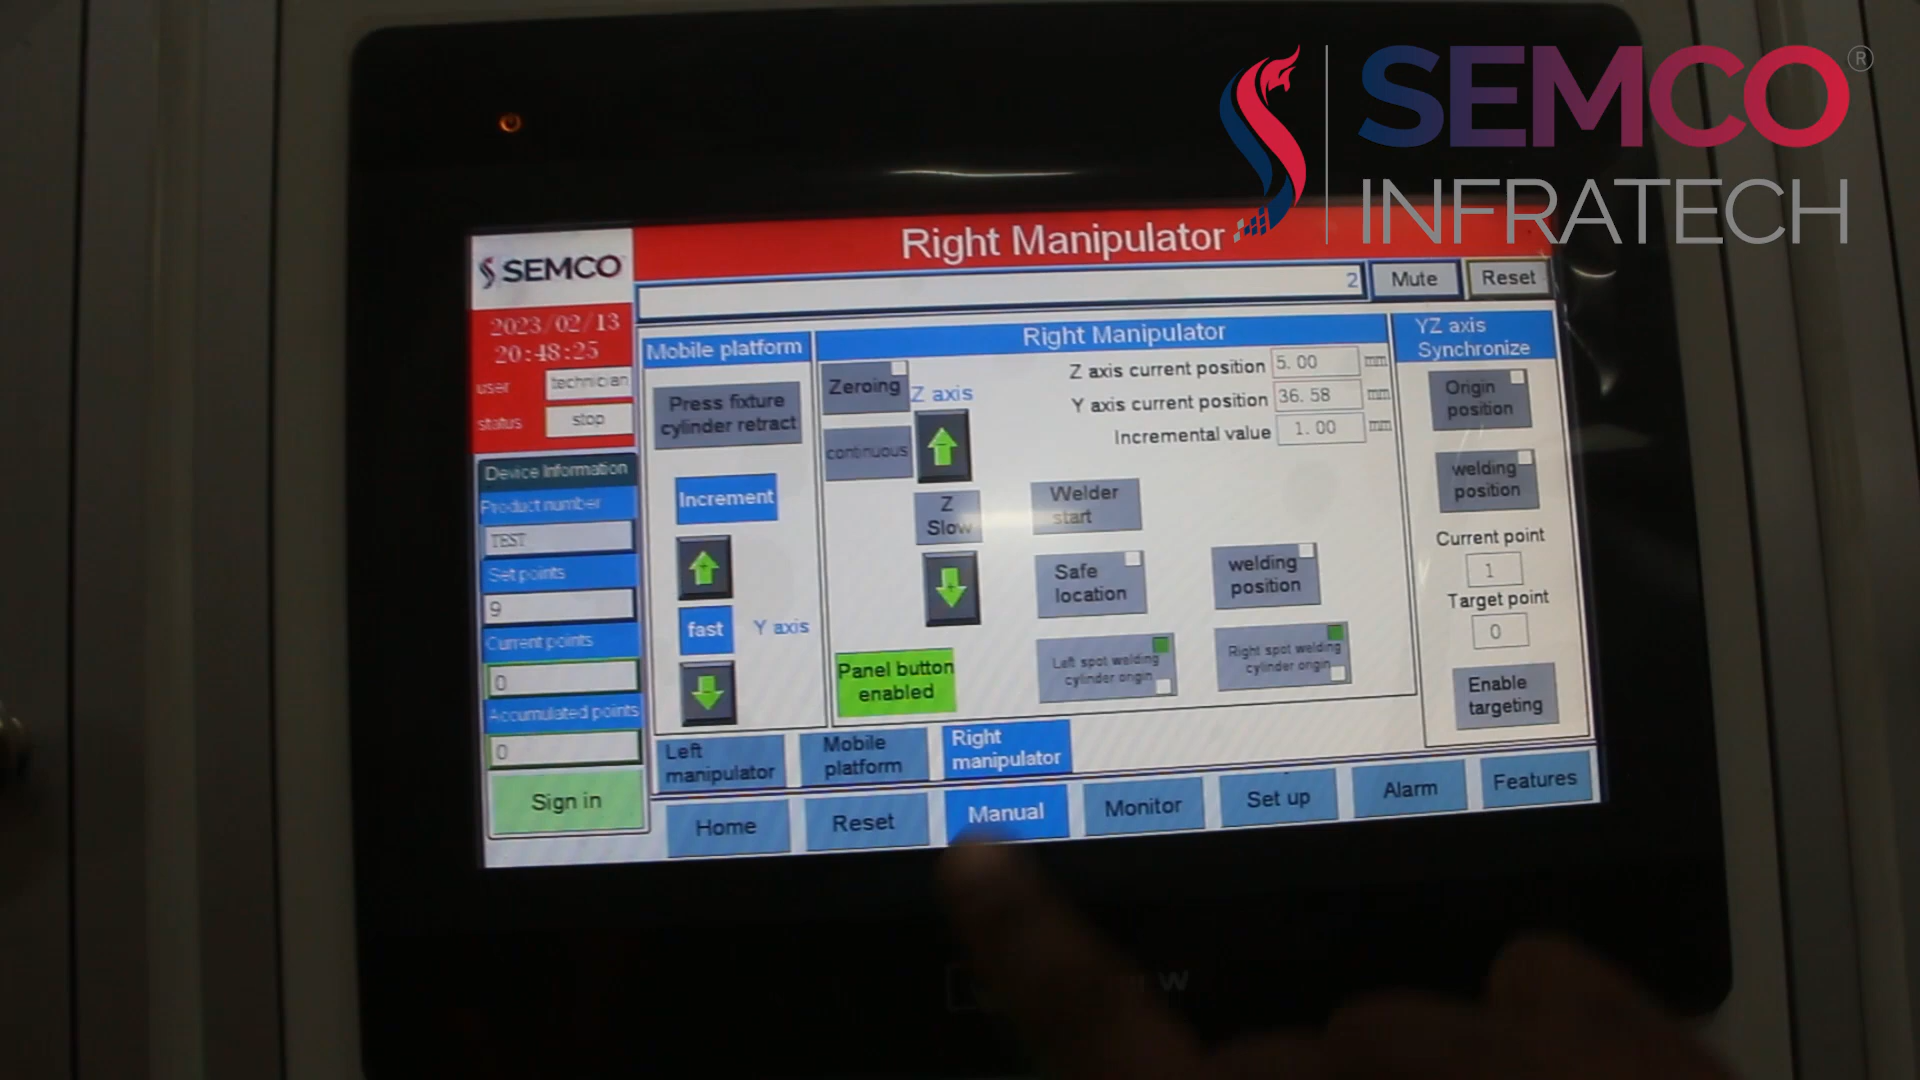 SEMCO®
INFRATECH
Right Manipulator
SEMCO
2
Mute
Reset
2023/02/13
20:48:25
user
technician
status
stop
Device Information
Product number
TEST
Set points
9
Current points
0
Accumulated points
0
Sign in
Mobile platform
Press fixture
cylinder retract
Increment
fast
Y axis
Right Manipulator
Zeroing
Z axis
continuous
Z
Slow
Panel button
enabled
Z axis current position 5.00 mm
Y axis current position 36.58 mm
Incremental value 1.00 mm
Welder
start
Safe
location
welding
position
Left spot welding
cylinder origin
Right spot welding
cylinder origin
YZ axis
Synchronize
Origin
position
welding
position
Current point
1
Target point
0
Enable
targeting
Left
manipulator
Mobile
platform
Right
manipulator
Home
Reset
Manual
Monitor
Set up
Alarm
Features